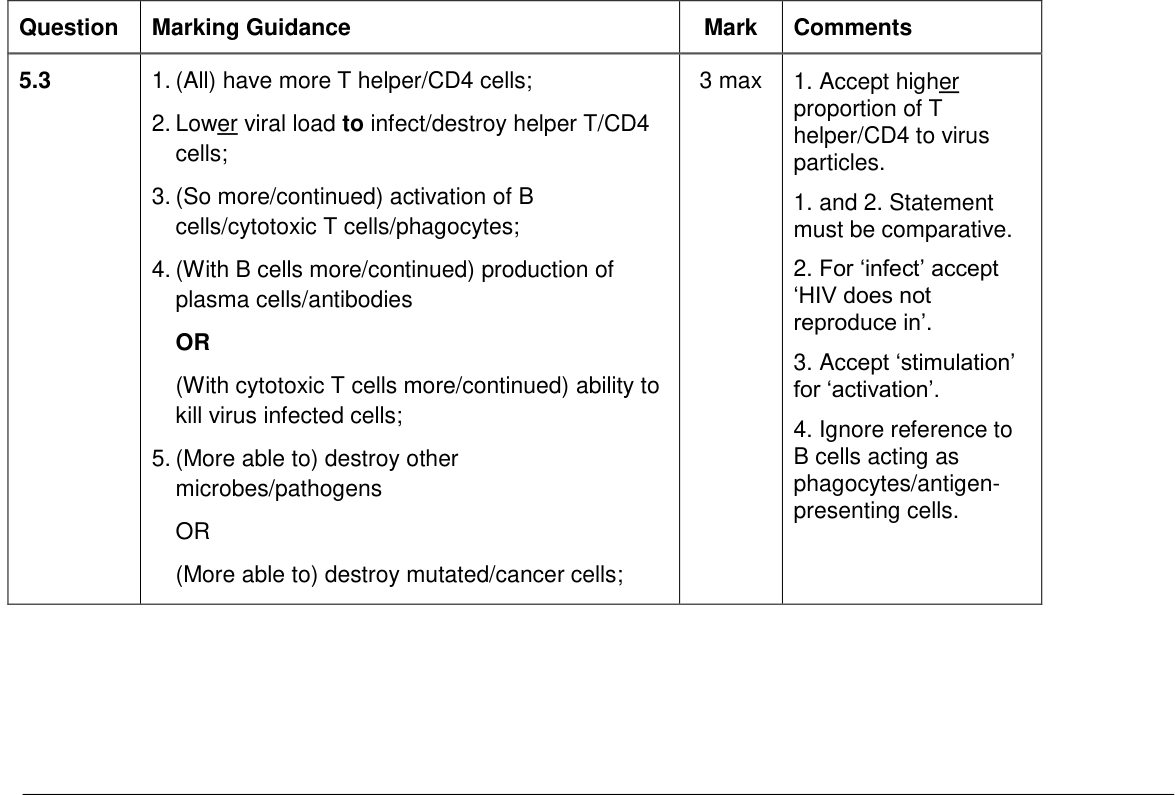 Question Marking Guidance Mark Comments
5.3
1. (All) have more T helper/CD4 cells;
2. Lower viral load to infect/destroy helper T/CD4
cells;
3. (So more/continued) activation of B
cells/cytotoxic T cells/phagocytes;
4. (With B cells more/continued) production of
plasma cells/antibodies
OR
(With cytotoxic T cells more/continued) ability to
kill virus infected cells;
5. (More able to) destroy other
microbes/pathogens
OR
(More able to) destroy mutated/cancer cells;
3 max
1. Accept higher
proportion of T
helper/CD4 to virus
particles.
1. and 2. Statement
must be comparative.
2. For ‘infect’ accept
‘HIV does not
reproduce in’.
3. Accept ‘stimulation’
for ‘activation’.
4. Ignore reference to
B cells acting as
phagocytes/antigen-
presenting cells.